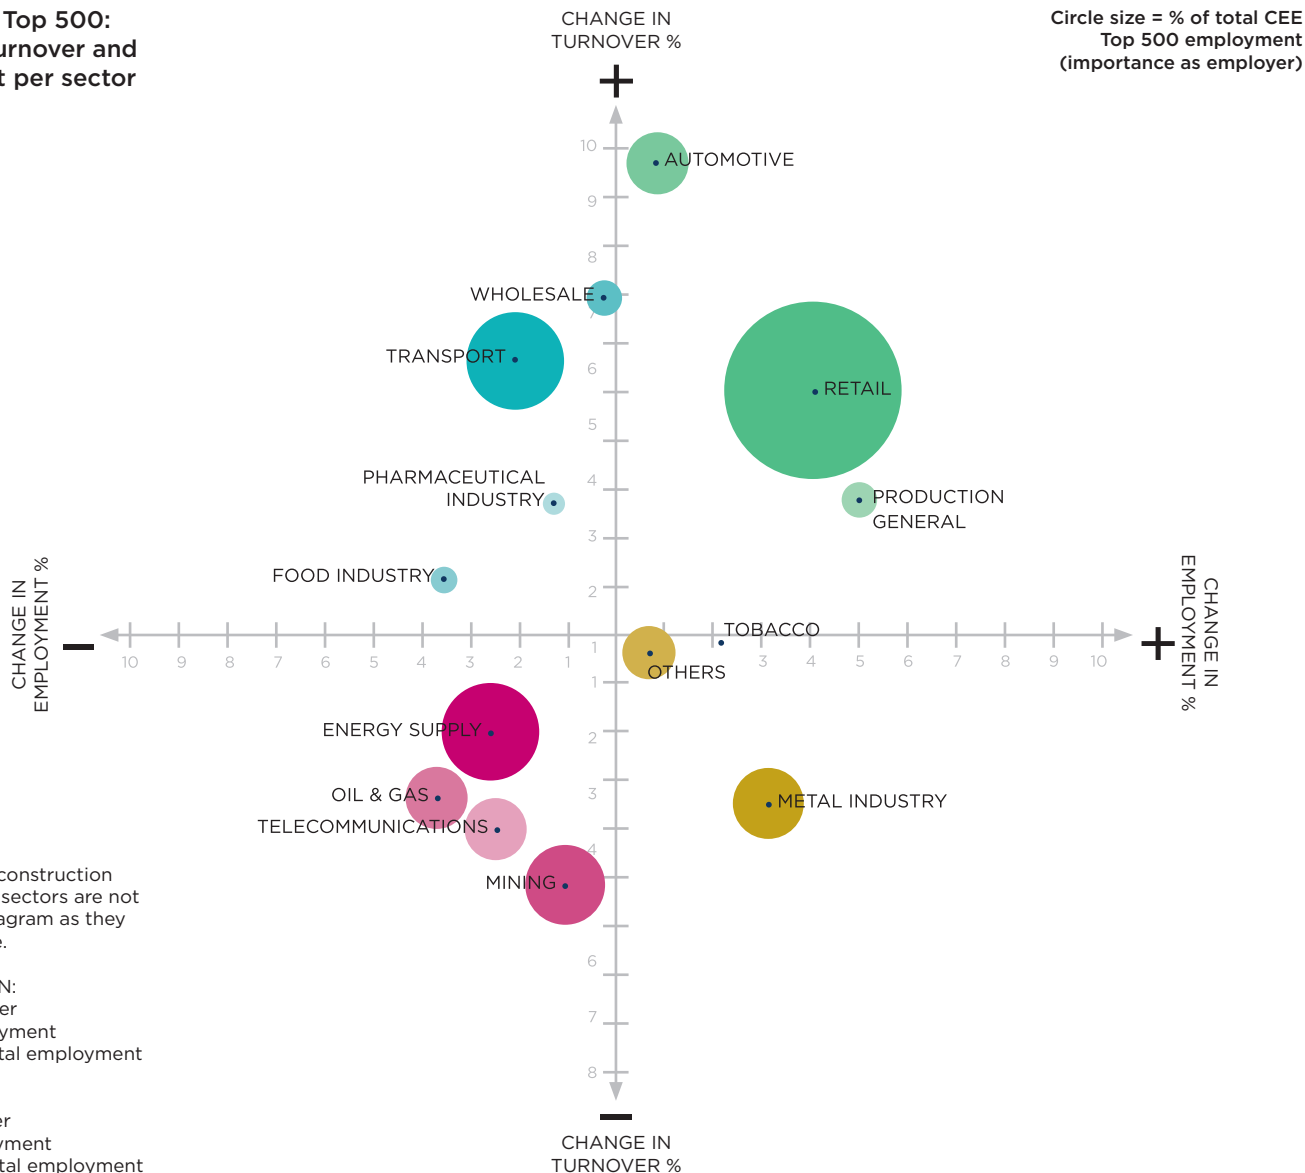 Top 500:
urnover and
t per sector
CHANGE IN
TURNOVER %
+
Circle size = % of total CEE
Top 500 employment
(importance as employer)
10
AUTOMOTIVE
9
8
WHOLESALE
7
TRANSPORT
6
RETAIL
5
PHARMACEUTICAL
INDUSTRY
4
PRODUCTION
GENERAL
3
FOOD INDUSTRY
2
CHANGE IN
EMPLOYMENT %
CHANGE IN
EMPLOYMENT %
TOBACCO
− 10 9 8 7 6 5 4 3 2 1 1 3 4 5 6 7 8 9 10 +
OTHERS
1
ENERGY SUPPLY
2
OIL & GAS
3
METAL INDUSTRY
TELECOMMUNICATIONS
4
MINING
6
7
8
construction
sectors are not
agram as they
e.
N:
er
yment
tal employment
er
yment
tal employment
−
CHANGE IN
TURNOVER %